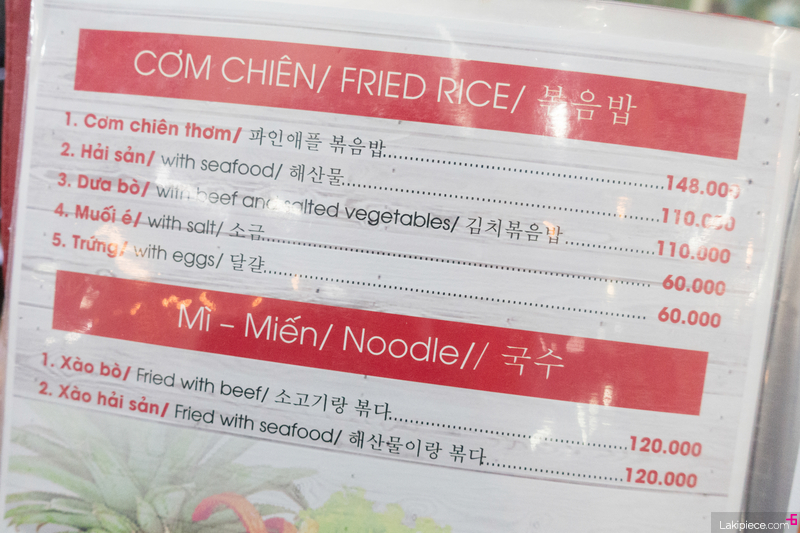 CƠM CHIÊN/ FRIED RICE/ 볶음밥
1. Cơm chiên thơm/ 파인애플 볶음밥 148.000
2. Hải sản/ with seafood/ 해산물 110.000
3. Dưa bò/ with beef and salted vegetables/ 김치볶음밥 110.000
4. Muối é/ with salt/ 소금 60.000
5. Trứng/ with eggs/ 달걀 60.000
Mì – Miến/ Noodle// 국수
1. Xào bò/ Fried with beef/ 소고기랑 볶다 120.000
2. Xào hải sản/ Fried with seafood/ 해산물이랑 볶다 120.000
Lakipiece.com